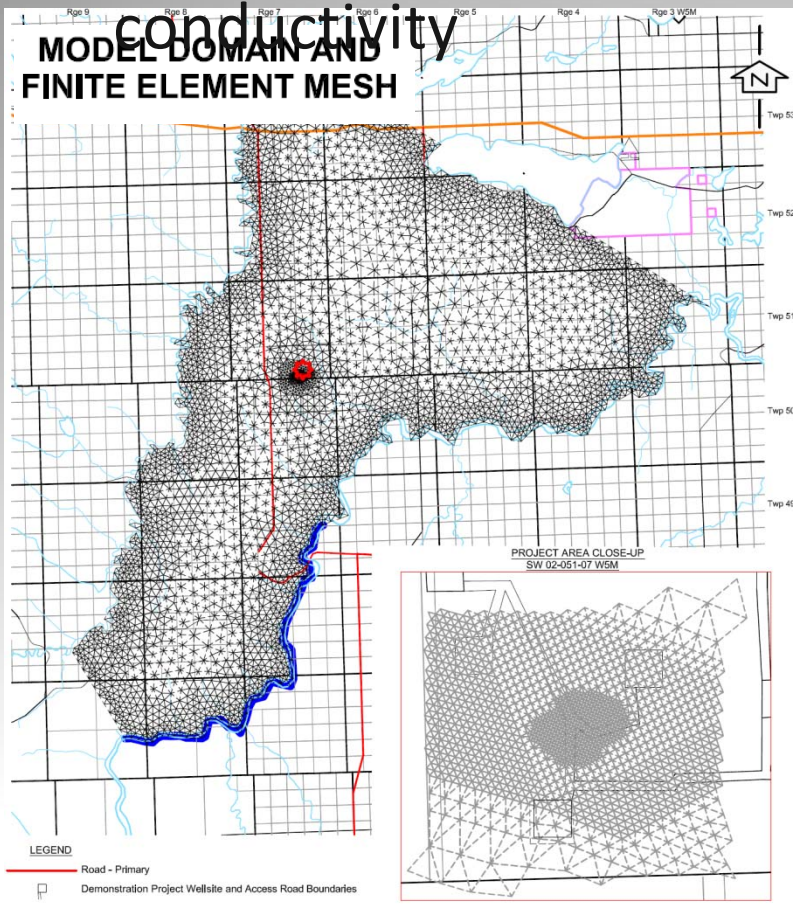 Rge 9
Rge 8
Rge 7
Rge 6
Rge 5
Rge 4
Rge 3 W5M
conductivity
MODEL DOMAIN AND
FINITE ELEMENT MESH
N
Twp 53
Twp 52
Twp 51
Twp 50
Twp 49
PROJECT AREA CLOSE-UP
SW 02-051-07 W5M
LEGEND
Road - Primary
Demonstration Project Wellsite and Access Road Boundaries